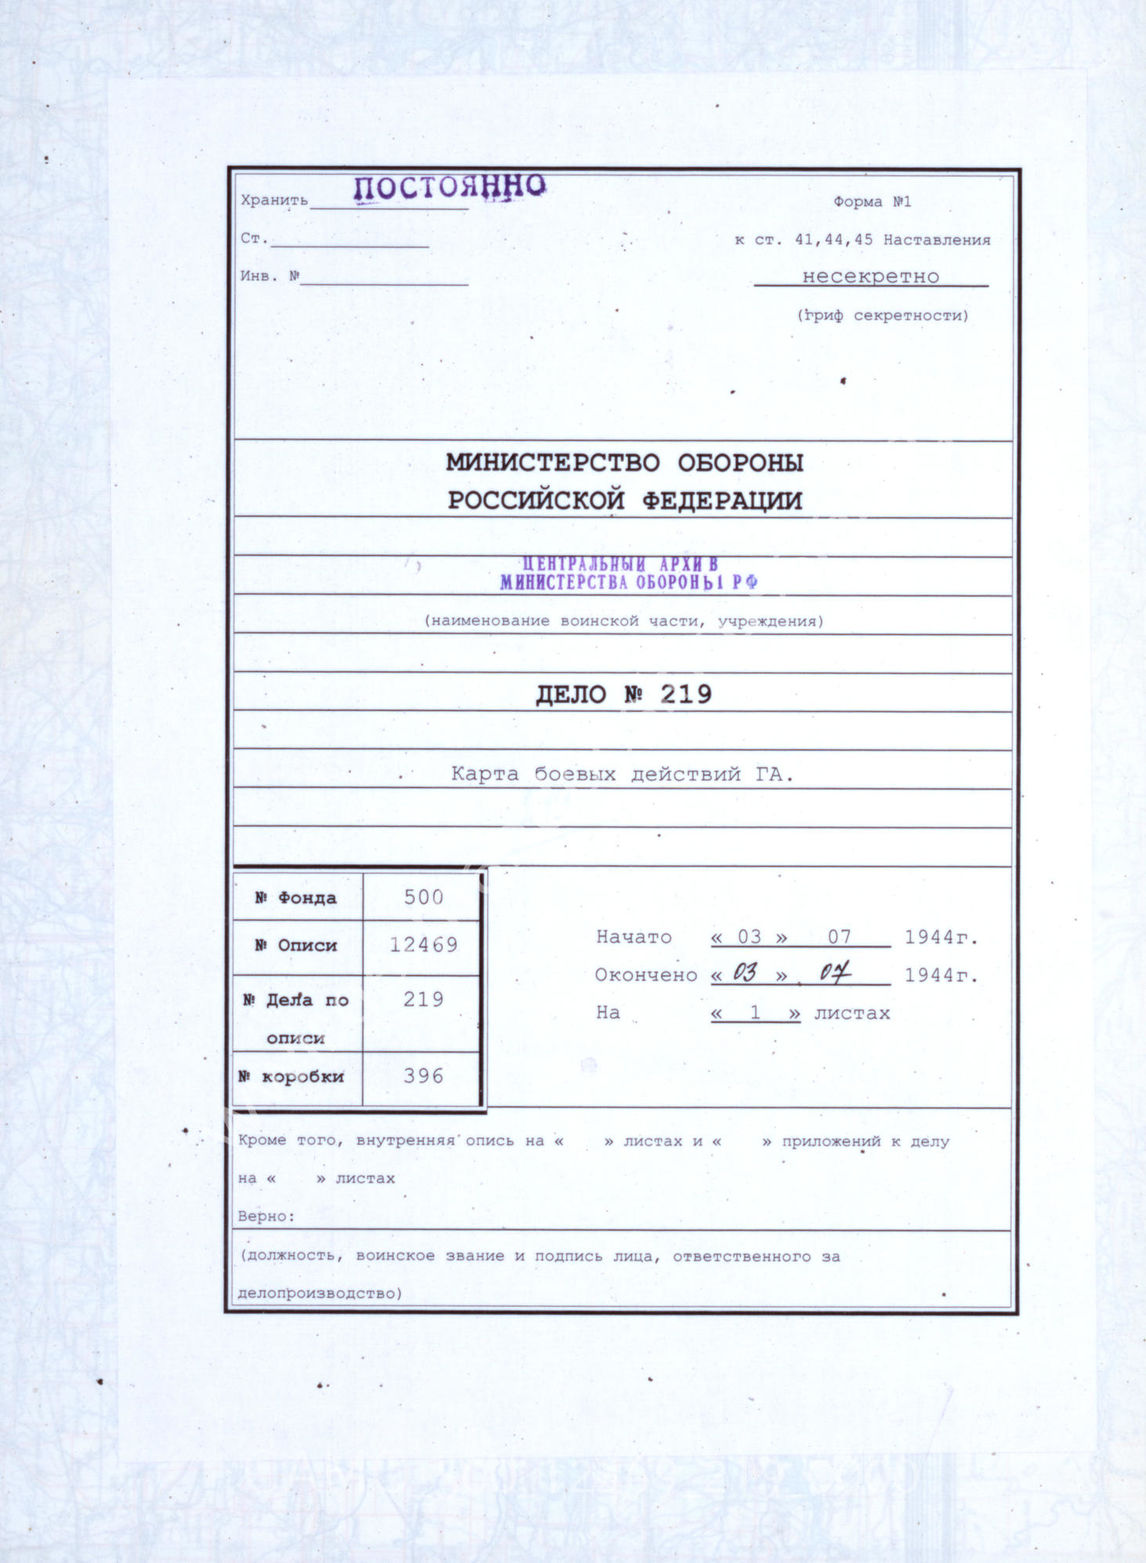 Хранить ПОСТОЯННО
Форма №1
Ст.
к ст. 41,44,45 Наставления
Инв. №
несекретно
(гриф секретности)
МИНИСТЕРСТВО ОБОРОНЫ
РОССИЙСКОЙ ФЕДЕРАЦИИ
ЦЕНТРАЛЬНЫЙ АРХИВ
МИНИСТЕРСТВА ОБОРОНЫ РФ
(наименование воинской части, учреждения)
ДЕЛО № 219
Карта боевых действий ГА.
№ Фонда 500
№ Описи 12469
№ Дела по описи 219
№ коробки 396
Начато « 03 » 07 1944г.
Окончено « 03 » 07 1944г.
На « 1 » листах
Кроме того, внутренняя опись на « » листах и « » приложений к делу
на « » листах
Верно:
(должность, воинское звание и подпись лица, ответственного за
делопроизводство)